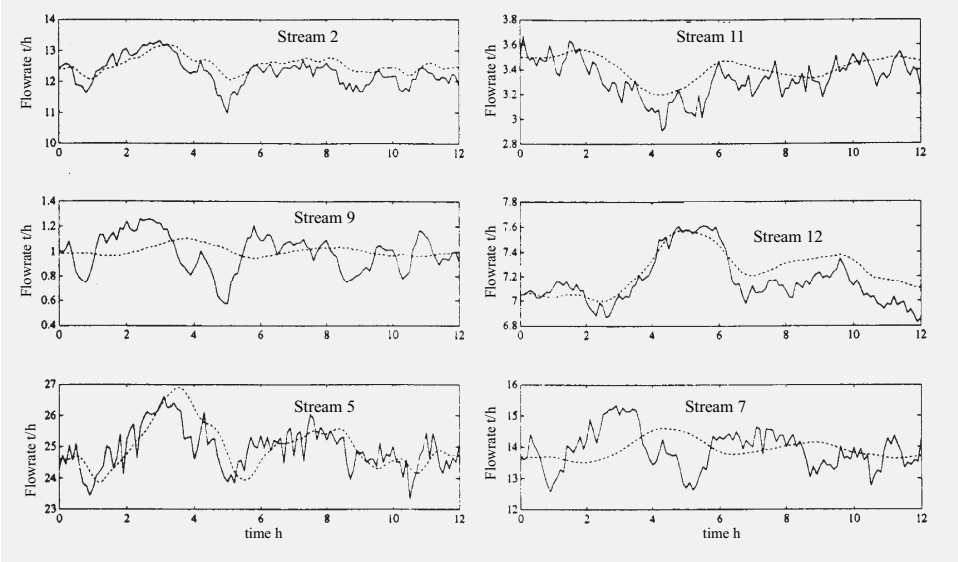 Stream 2
Flowrate t/h
14
13
12
11
10
0 2 4 6 8 10 12
Stream 11
Flowrate t/h
3.8
3.6
3.4
3.2
3
2.8
0 2 4 6 8 10 12
Stream 9
Flowrate t/h
1.4
1.2
1
0.8
0.6
0.4
0 2 4 6 8 10 12
Stream 12
Flowrate t/h
7.8
7.6
7.4
7.2
7
6.8
0 2 4 6 8 10 12
Stream 5
Flowrate t/h
27
26
25
24
23
0 2 4 6 8 10 12
time h
Stream 7
Flowrate t/h
16
15
14
13
12
0 2 4 6 8 10 12
time h